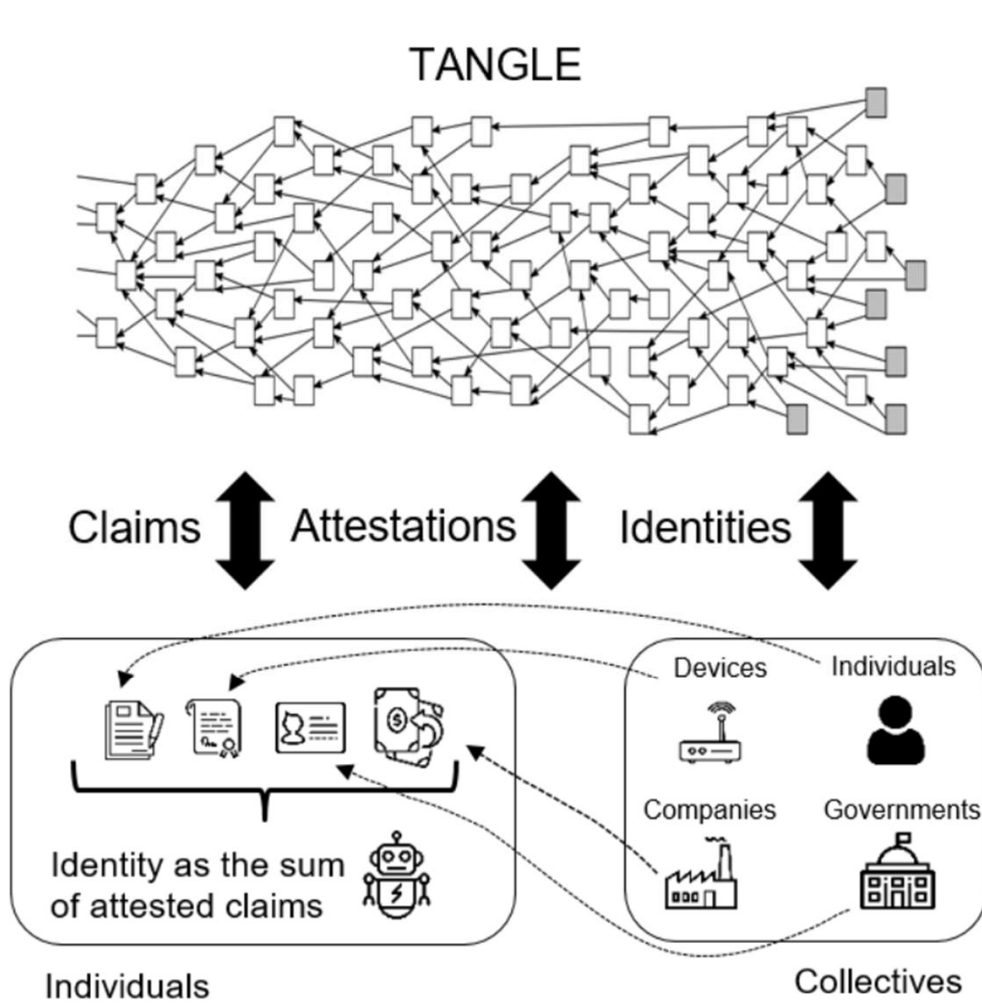 TANGLE
Claims
Attestations
Identities
Devices
Individuals
Companies
Governments
Identity as the sum
of attested claims
Individuals
Collectives